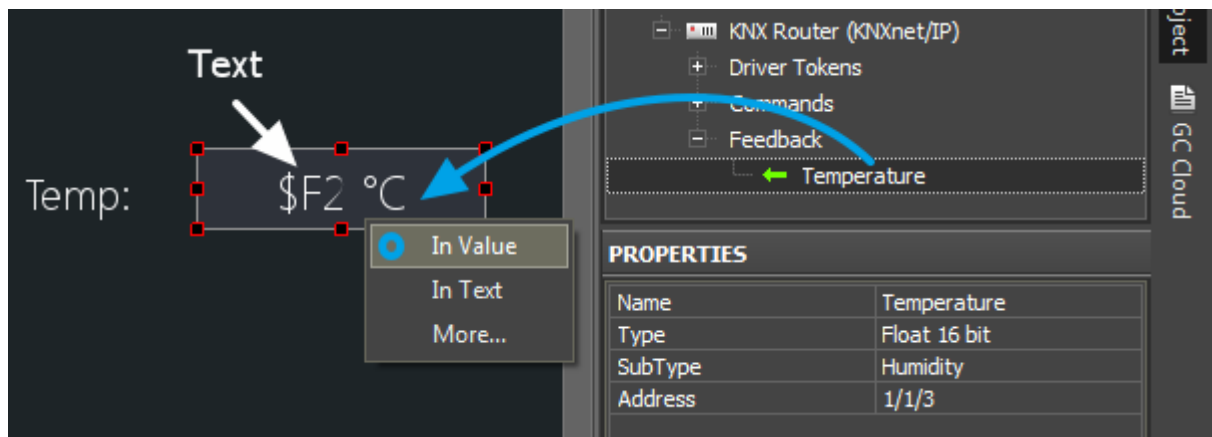 Text
Temp:
$F2 °C
In Value
In Text
More...
KNX Router (KNXnet/IP)
Driver Tokens
Commands
Feedback
Temperature
PROPERTIES
Name Temperature
Type Float 16 bit
SubType Humidity
Address 1/1/3
GC Cloud